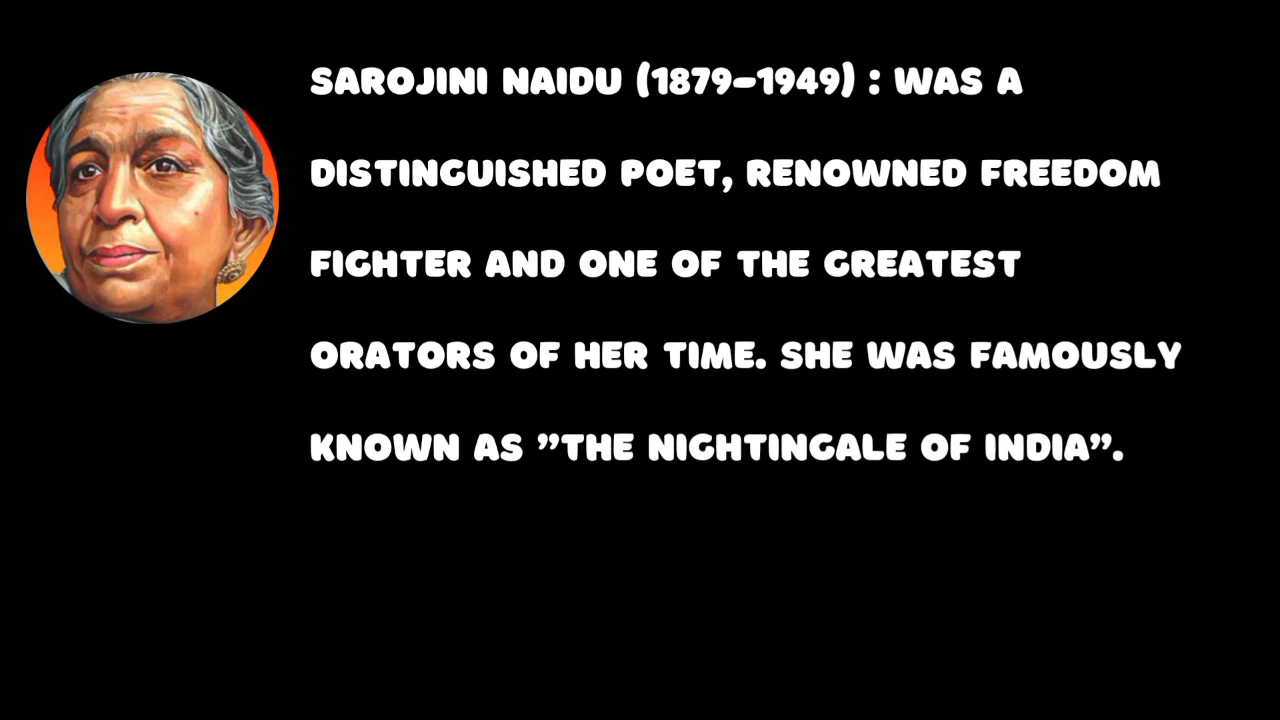 SAROJINI NAIDU (1879–1949) : WAS A
DISTINGUISHED POET, RENOWNED FREEDOM
FIGHTER AND ONE OF THE GREATEST
ORATORS OF HER TIME. SHE WAS FAMOUSLY
KNOWN AS ”THE NIGHTINGALE OF INDIA”.